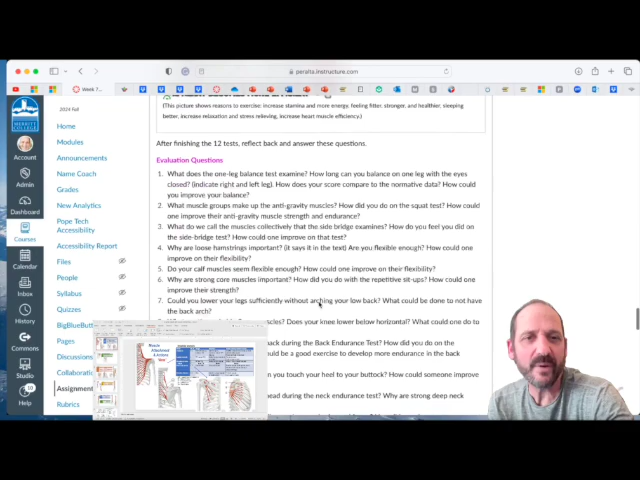 peralta.instructure.com
Week 7...
2024 Fall
Home
Modules
Announcements
Name Coach
Grades
New Analytics
Pope Tech
Accessibility
Accessibility Report
Files
People
Syllabus
Quizzes
BigBlueButt
Pages
Discussions
Collaboratio
Assignment
Rubrics
MERRITT
COLLEGE
Account
Admin
Dashboard
Courses
Calendar
Inbox
History
Commons
Studio
10
Help
(This picture shows reasons to exercise: increase stamina and more energy, feeling fitter, stronger, and healthier, sleeping
better, increase relaxation and stress relieving, increase heart muscle efficiency.)
After finishing the 12 tests, reflect back and answer these questions.
Evaluation Questions
1. What does the one-leg balance test examine? How long can you balance on one leg with the eyes
closed? (indicate right and left leg). How does your score compare to the normative data? How could
you improve your balance?
2. What muscle groups make up the anti-gravity muscles? How did you do on the squat test? How could
one improve their anti-gravity muscle strength and endurance?
3. What do we call the muscles collectively that the side bridge examines? How do you feel you did on
the side-bridge test? How could one improve on that test?
4. Why are loose hamstrings important? (it says it in the text) Are you flexible enough? How could one
improve on their flexibility?
5. Do your calf muscles seem flexible enough? How could one improve on their flexibility?
6. Why are strong core muscles important? How did you do with the repetitive sit-ups? How could one
improve their strength?
7. Could you lower your legs sufficiently without arching your low back? What could be done to not have
the back arch?
muscles? Does your knee lower below horizontal? What could one do to
back during the Back Endurance Test? How did you do on the
be a good exercise to develop more endurance in the back
you touch your heel to your buttock? How could someone improve
head during the neck endurance test? Why are strong deep neck
Muscle
Attachments
& Actions